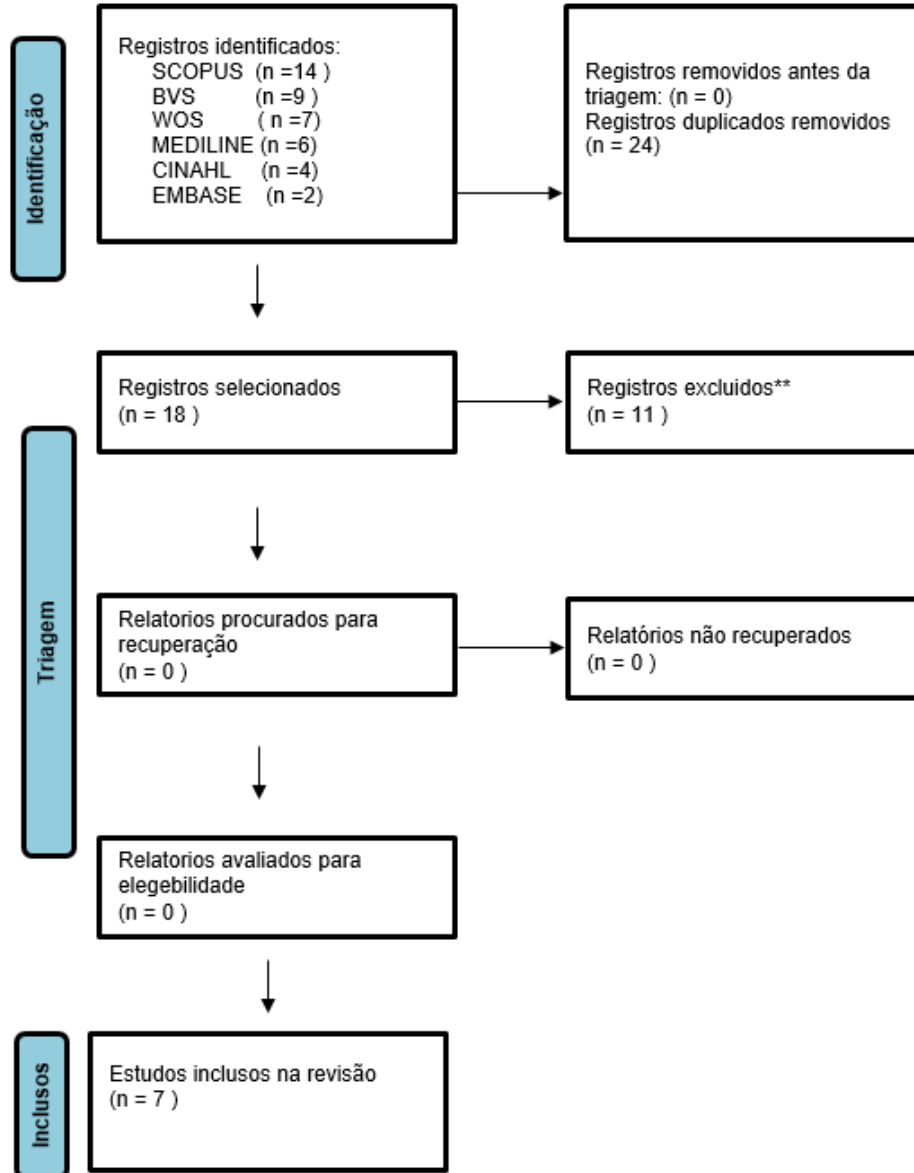 Identificação
Registros identificados:
SCOPUS (n =14 )
BVS (n =9 )
WOS ( n =7)
MEDILINE (n =6)
CINAHL (n =4)
EMBASE (n =2)
Registros removidos antes da
triagem: (n = 0)
Registros duplicados removidos
(n = 24)
Triagem
Registros selecionados
(n = 18 )
Registros excluidos**
(n = 11 )
Relatorios procurados para
recuperação
(n = 0 )
Relatórios não recuperados
(n = 0 )
Relatorios avaliados para
elegebilidade
(n = 0 )
Inclusos
Estudos inclusos na revisão
(n = 7 )